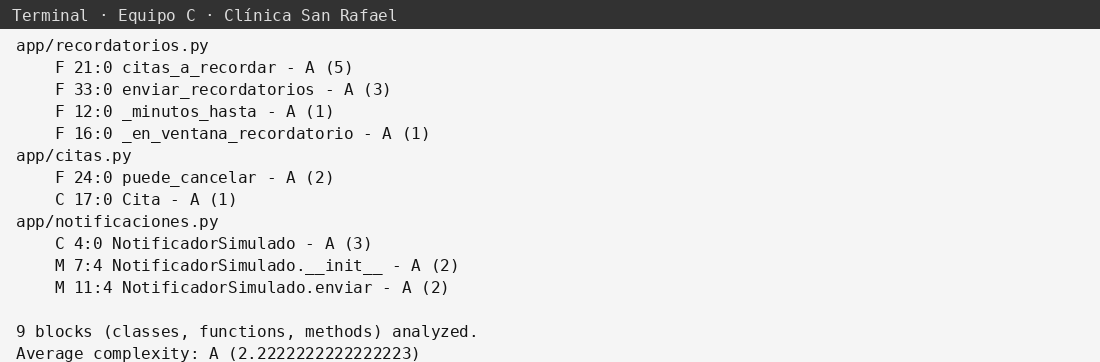 Terminal · Equipo C · Clínica San Rafael
app/recordatorios.py
    F 21:0 citas_a_recordar - A (5)
    F 33:0 enviar_recordatorios - A (3)
    F 12:0 _minutos_hasta - A (1)
    F 16:0 _en_ventana_recordatorio - A (1)
app/citas.py
    F 24:0 puede_cancelar - A (2)
    C 17:0 Cita - A (1)
app/notificaciones.py
    C 4:0 NotificadorSimulado - A (3)
    M 7:4 NotificadorSimulado.__init__ - A (2)
    M 11:4 NotificadorSimulado.enviar - A (2)
9 blocks (classes, functions, methods) analyzed.
Average complexity: A (2.2222222222222223)